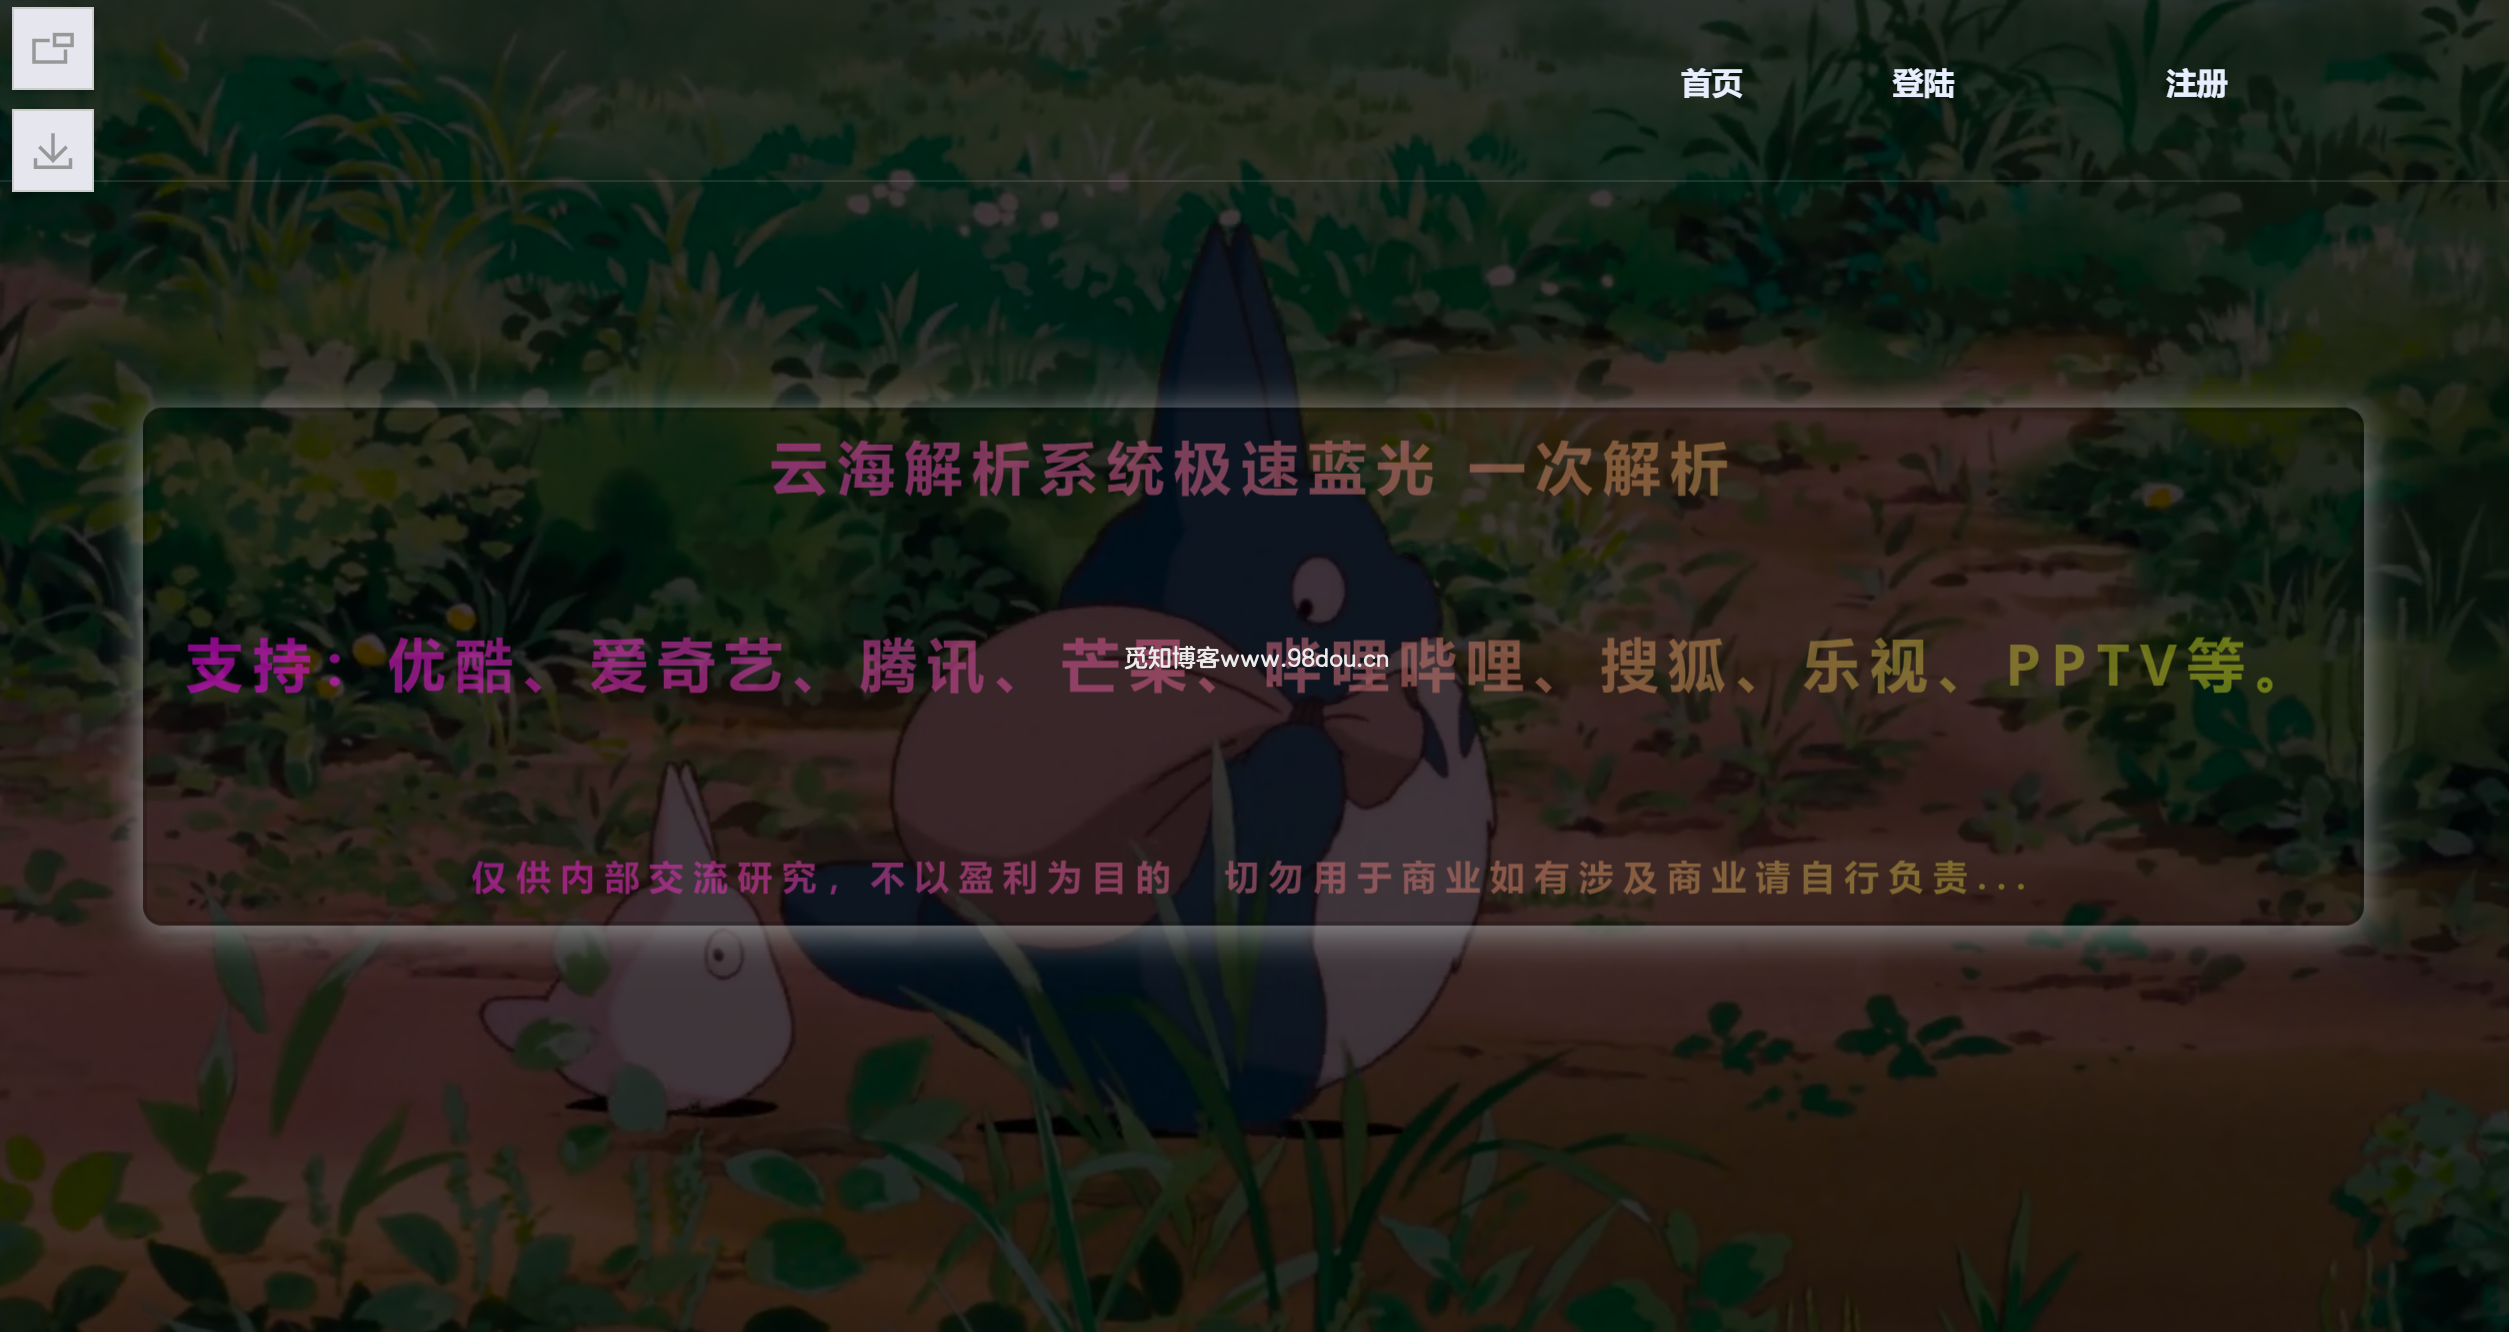 首页 登陆 注册
云海解析系统极速蓝光 一次解析
支持：优酷、爱奇艺、腾讯、芒果、哔哩哔哩、搜狐、乐视、PPTV等。
觅知博客www.98dou.cn
仅供内部交流研究，不以盈利为目的 切勿用于商业如有涉及商业请自行负责...